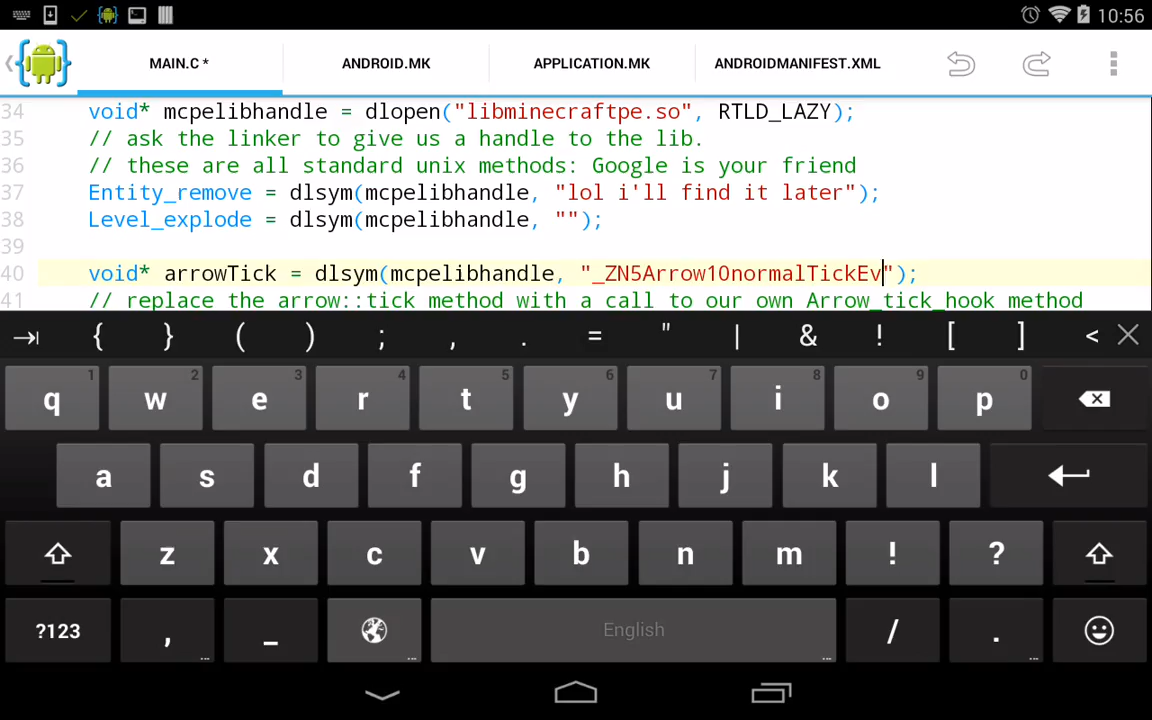 10:56
MAIN.C *
ANDROID.MK
APPLICATION.MK
ANDROIDMANIFEST.XML
34 void* mcpelibhandle = dlopen("libminecraftpe.so", RTLD_LAZY);
35 // ask the linker to give us a handle to the lib.
36 // these are all standard unix methods: Google is your friend
37 Entity_remove = dlsym(mcpelibhandle, "lol i'll find it later");
38 Level_explode = dlsym(mcpelibhandle, "");
39
40 void* arrowTick = dlsym(mcpelibhandle, "_ZN5Arrow10normalTickEv");
41 // replace the arrow::tick method with a call to our own Arrow_tick_hook method
{ } ( ) ; , . = " | & ! [ ] <
q 1 w 2 e 3 r 4 t 5 y 6 u 7 i 8 o 9 p 0
a s d f g h j k l
z x c v b n m ! ?
?123 , _ English / .